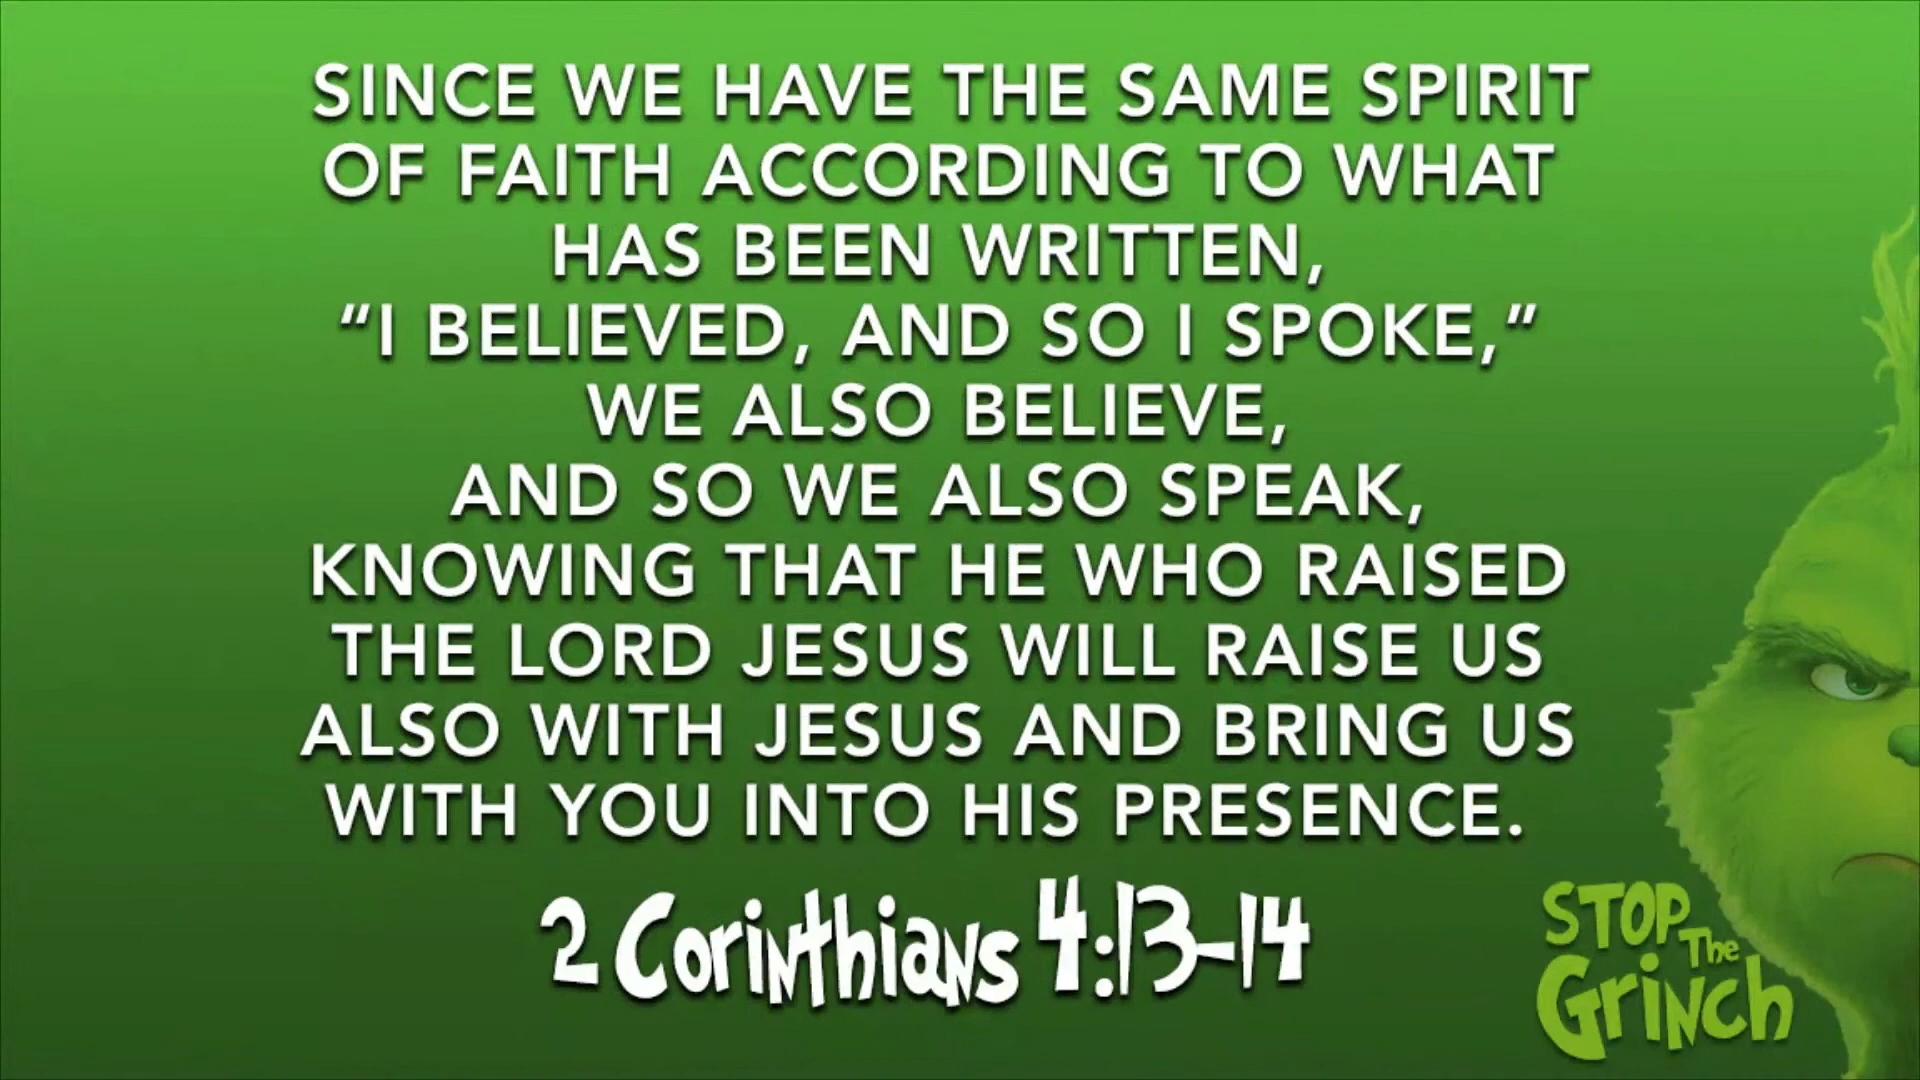 SINCE WE HAVE THE SAME SPIRIT
OF FAITH ACCORDING TO WHAT
HAS BEEN WRITTEN,
“I BELIEVED, AND SO I SPOKE,”
WE ALSO BELIEVE,
AND SO WE ALSO SPEAK,
KNOWING THAT HE WHO RAISED
THE LORD JESUS WILL RAISE US
ALSO WITH JESUS AND BRING US
WITH YOU INTO HIS PRESENCE.
2 Corinthians 4:13-14
STOP
The
Grinch